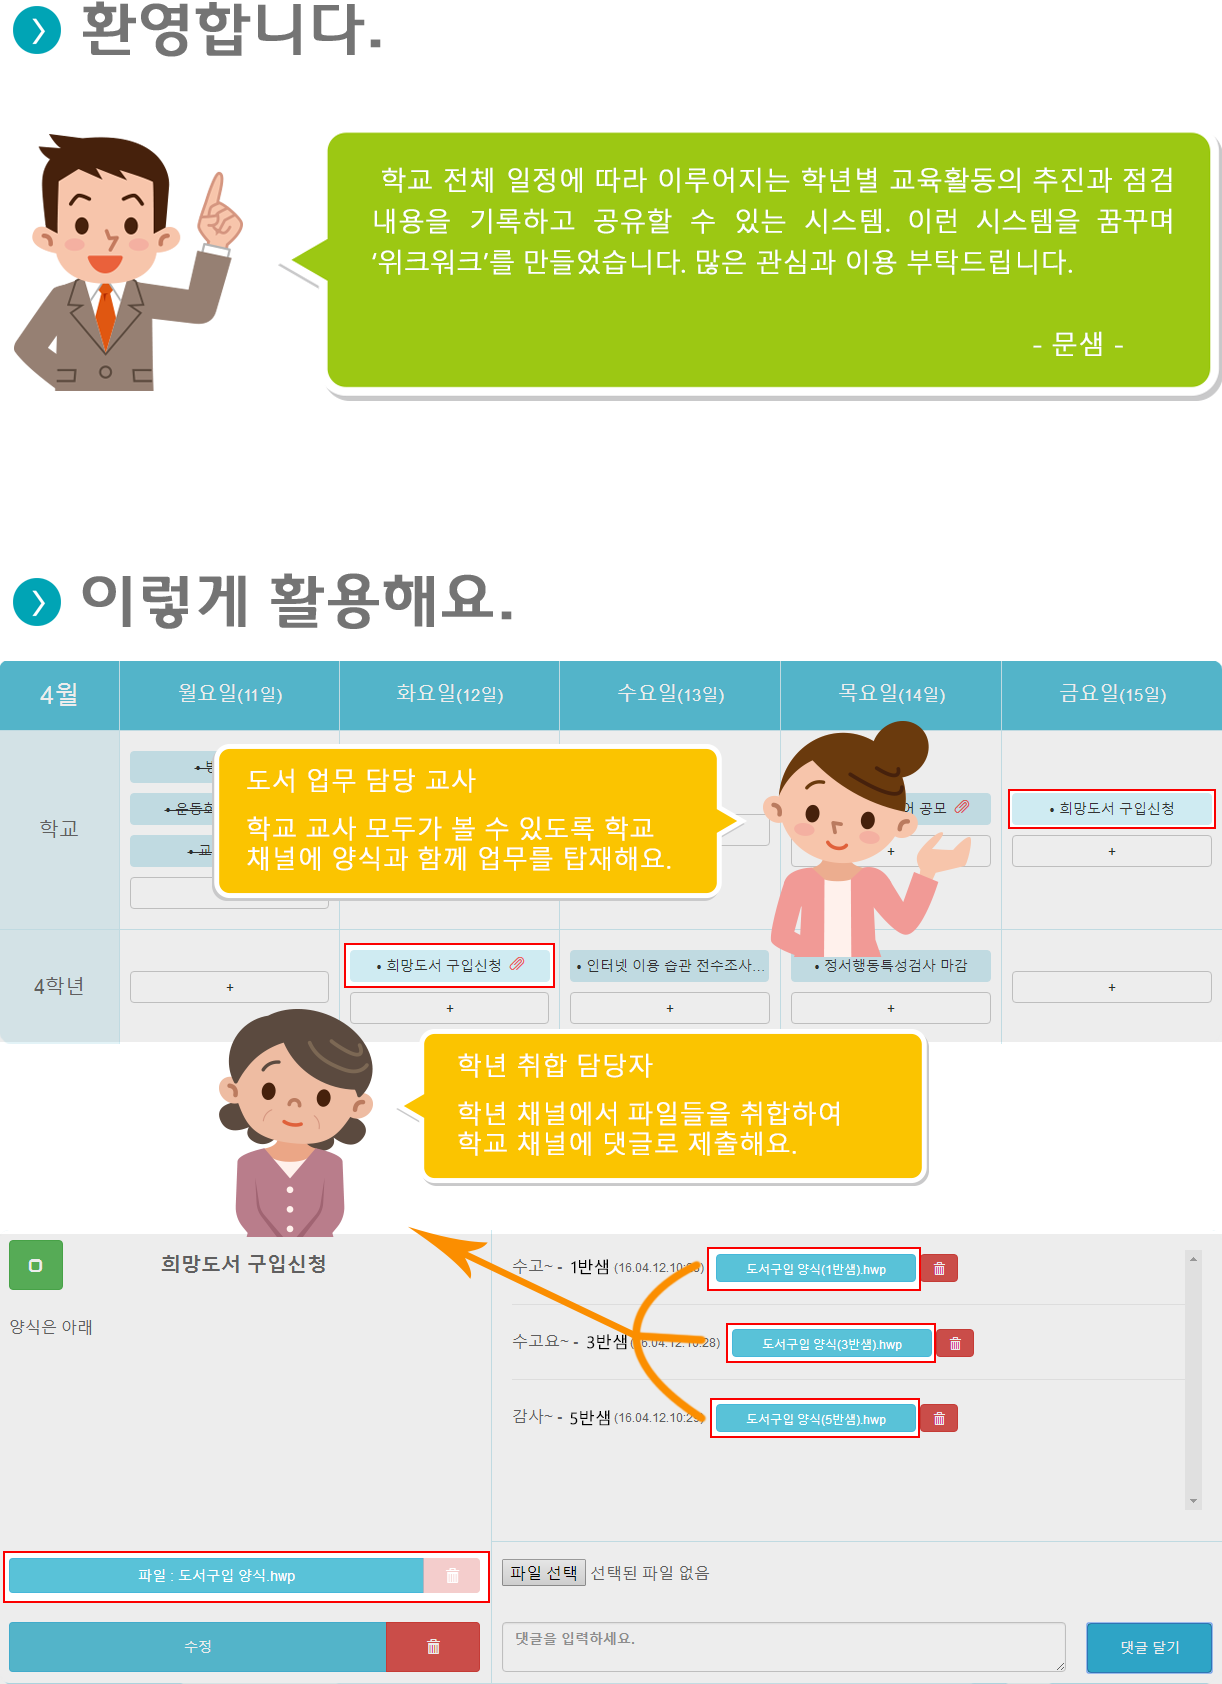 환영합니다.
학교 전체 일정에 따라 이루어지는 학년별 교육활동의 추진과 점검
내용을 기록하고 공유할 수 있는 시스템. 이런 시스템을 꿈꾸며
‘위크워크’를 만들었습니다. 많은 관심과 이용 부탁드립니다.
- 문샘 -
이렇게 활용해요.
4월 월요일(11일) 화요일(12일) 수요일(13일) 목요일(14일) 금요일(15일)
도서 업무 담당 교사
학교 교사 모두가 볼 수 있도록 학교
채널에 양식과 함께 업무를 탑재해요.
학교
• 운동회
• 교
공모
• 희망도서 구입신청
+ +
4학년
• 희망도서 구입신청 • 인터넷 이용 습관 전수조사... • 정서행동특성검사 마감
+ + + + +
학년 취합 담당자
학년 채널에서 파일들을 취합하여
학교 채널에 댓글로 제출해요.
희망도서 구입신청
양식은 아래
수고~ - 1반샘 (16.04.12.10: 도서구입 양식(1반샘).hwp
수고요~ - 3반샘 (16.04.12.10:28) 도서구입 양식(3반샘).hwp
감사~ - 5반샘 (16.04.12.10:29) 도서구입 양식(5반샘).hwp
파일 : 도서구입 양식.hwp
파일 선택 선택된 파일 없음
수정
댓글을 입력하세요.
댓글 달기